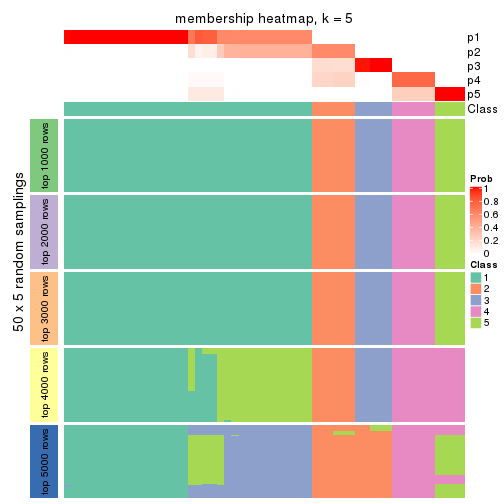 membership heatmap, k = 5
p1
p2
p3
p4
p5
Class
50 x 5 random samplings
top 1000 rows
top 2000 rows
top 3000 rows
top 4000 rows
top 5000 rows
Prob
1
0.8
0.6
0.4
0.2
0
Class
1
2
3
4
5